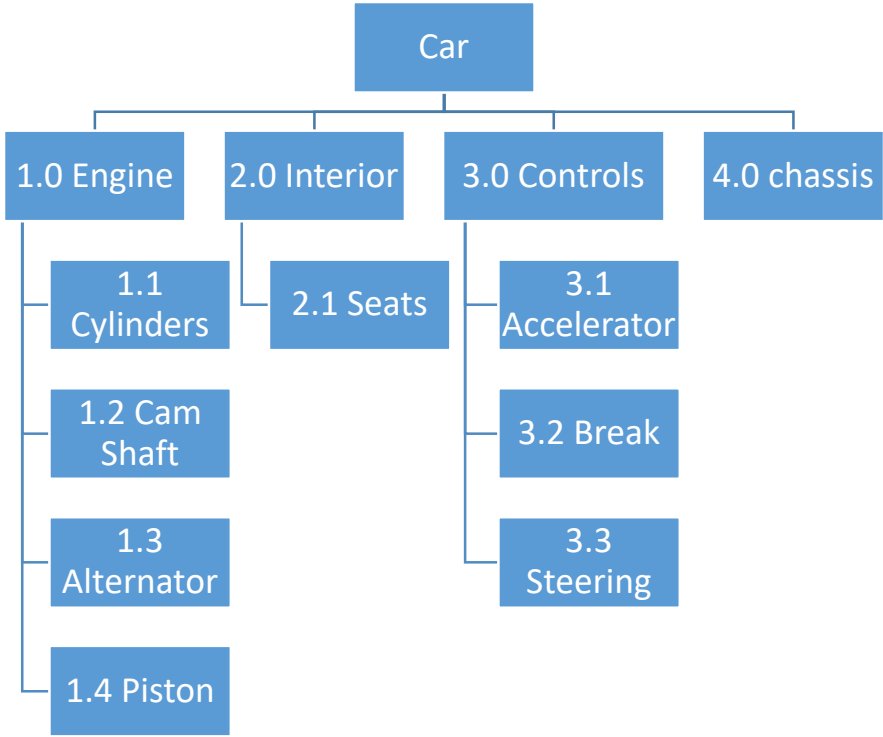 Car
1.0 Engine
2.0 Interior
3.0 Controls
4.0 chassis
1.1
Cylinders
1.2 Cam
Shaft
1.3
Alternator
1.4 Piston
2.1 Seats
3.1
Accelerator
3.2 Break
3.3
Steering